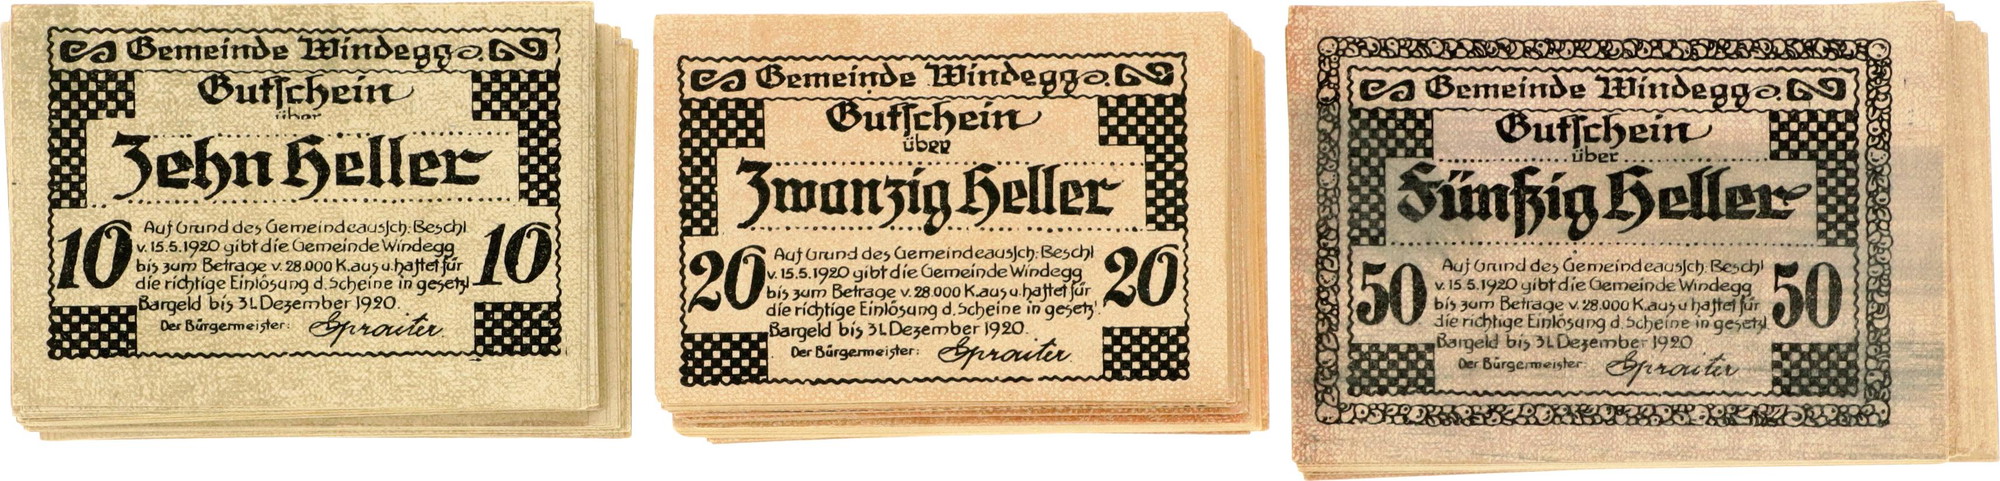 Gemeinde Windegg.
Gutschein
über
Zehn Heller
10 10
Auf Grund des Gemeindeaussch: Beschl
v. 15.5.1920 gibt die Gemeinde Windegg
bis zum Betrage v. 28.000 K. aus u. haftet für
die richtige Einlösung d. Scheine in gesetzl
Bargeld bis 31. Dezember 1920.
Der Bürgermeister:
Gemeinde Windegg.
Gutschein
über
Zwanzig Heller
20 20
Auf Grund des Gemeindeaussch: Beschl
v. 15.5.1920 gibt die Gemeinde Windegg
bis zum Betrage v. 28.000 K. aus u. haftet für
die richtige Einlösung d. Scheine in gesetz'.
Bargeld bis 31. Dezember 1920.
Der Bürgermeister:
Gemeinde Windegg.
Gutschein
über
Fünfzig Heller
50 50
Auf Grund des Gemeindeaussch: Beschl
v. 15.5.1920 gibt die Gemeinde Windegg
bis zum Betrage v. 28.000 K. aus u. haftet für
die richtige Einlösung d. Scheine in gesetzl.
Bargeld bis 31. Dezember 1920
Der Bürgermeister: